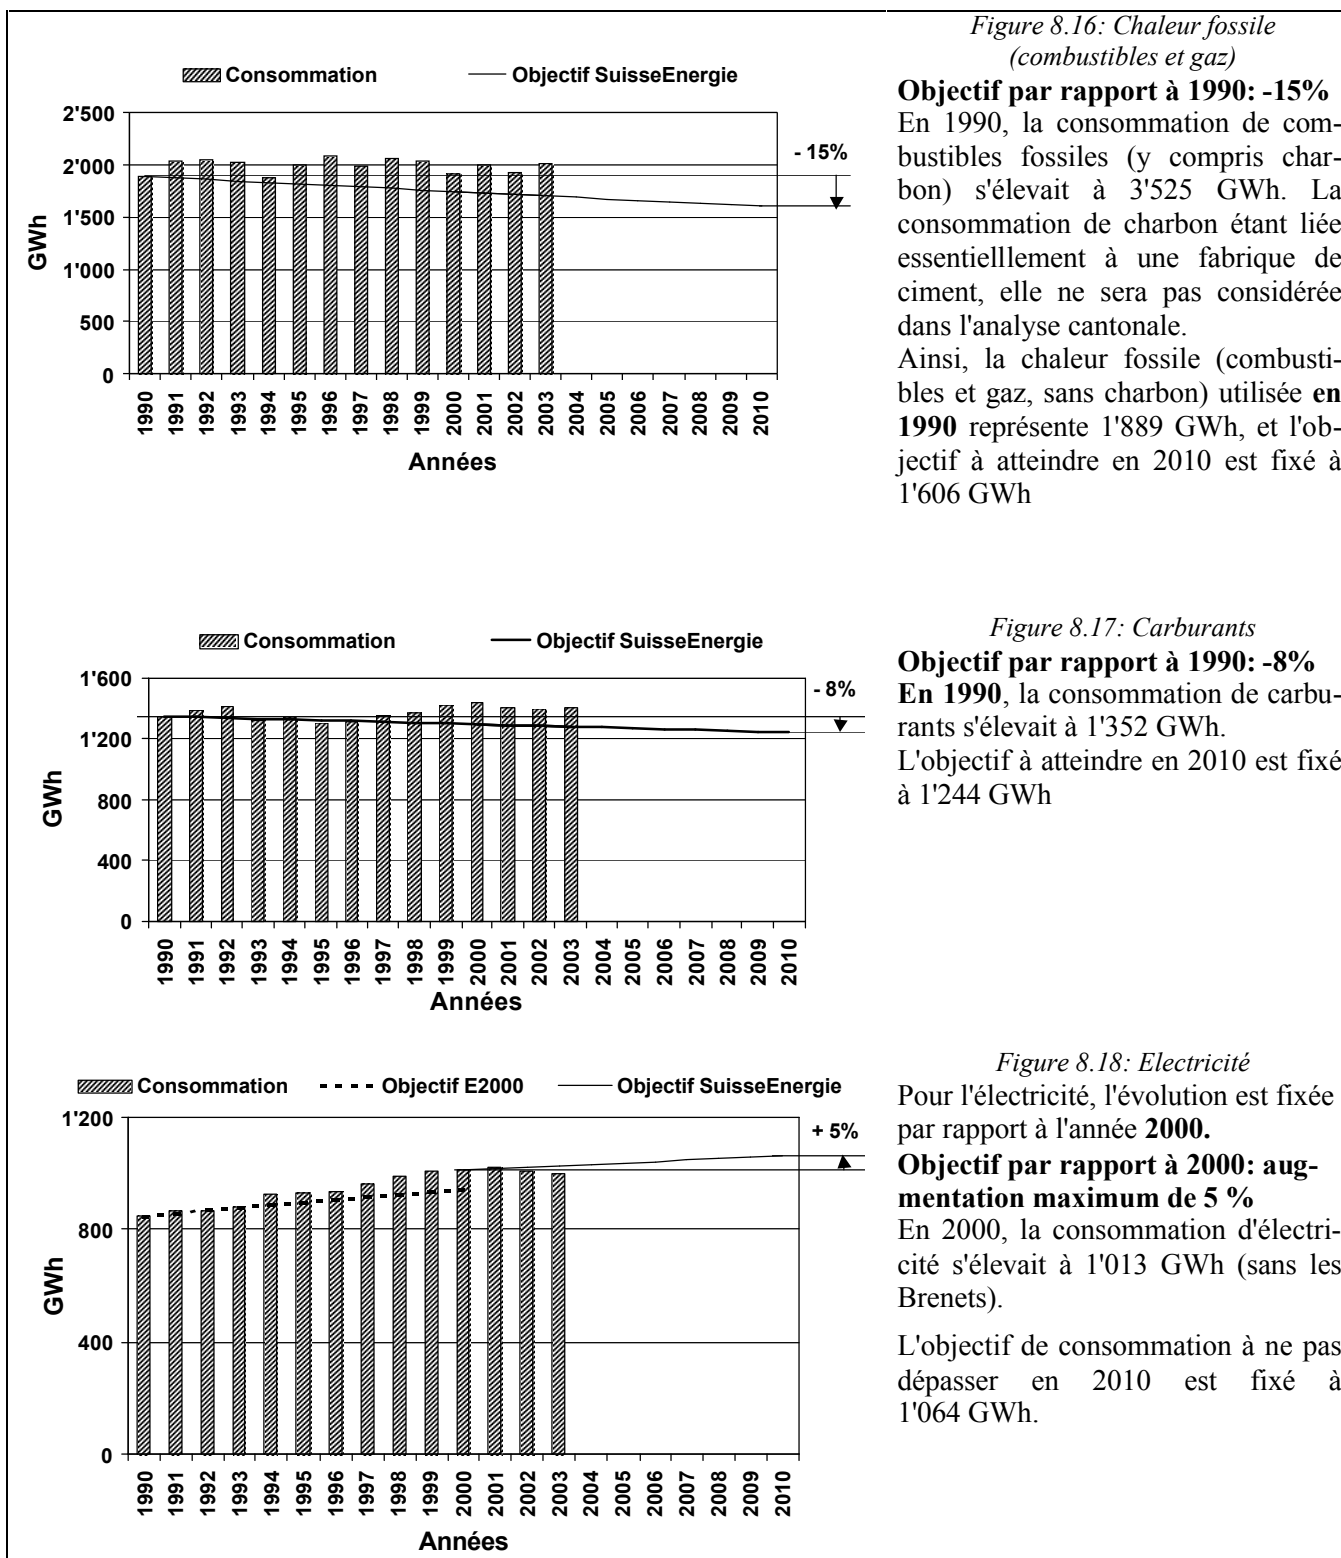 Consommation
Objectif SuisseEnergie
2'500
2'000
1'500
1'000
500
0
GWh
- 15%
1990 1991 1992 1993 1994 1995 1996 1997 1998 1999 2000 2001 2002 2003 2004 2005 2006 2007 2008 2009 2010
Années
Figure 8.16: Chaleur fossile
(combustibles et gaz)
Objectif par rapport à 1990: -15%
En 1990, la consommation de com-
bustibles fossiles (y compris char-
bon) s'élevait à 3'525 GWh. La
consommation de charbon étant liée
essentielllement à une fabrique de
ciment, elle ne sera pas considérée
dans l'analyse cantonale.
Ainsi, la chaleur fossile (combusti-
bles et gaz, sans charbon) utilisée en
1990 représente 1'889 GWh, et l'ob-
jectif à atteindre en 2010 est fixé à
1'606 GWh
Consommation
Objectif SuisseEnergie
1'600
1'200
800
400
0
GWh
- 8%
1990 1991 1992 1993 1994 1995 1996 1997 1998 1999 2000 2001 2002 2003 2004 2005 2006 2007 2008 2009 2010
Années
Figure 8.17: Carburants
Objectif par rapport à 1990: -8%
En 1990, la consommation de carbu-
rants s'élevait à 1'352 GWh.
L'objectif à atteindre en 2010 est fixé
à 1'244 GWh
Consommation
Objectif E2000
Objectif SuisseEnergie
1'200
800
400
0
GWh
+ 5%
1990 1991 1992 1993 1994 1995 1996 1997 1998 1999 2000 2001 2002 2003 2004 2005 2006 2007 2008 2009 2010
Années
Figure 8.18: Electricité
Pour l'électricité, l'évolution est fixée
par rapport à l'année 2000.
Objectif par rapport à 2000: aug-
mentation maximum de 5 %
En 2000, la consommation d'électri-
cité s'élevait à 1'013 GWh (sans les
Brenets).
L'objectif de consommation à ne pas
dépasser en 2010 est fixé à
1'064 GWh.